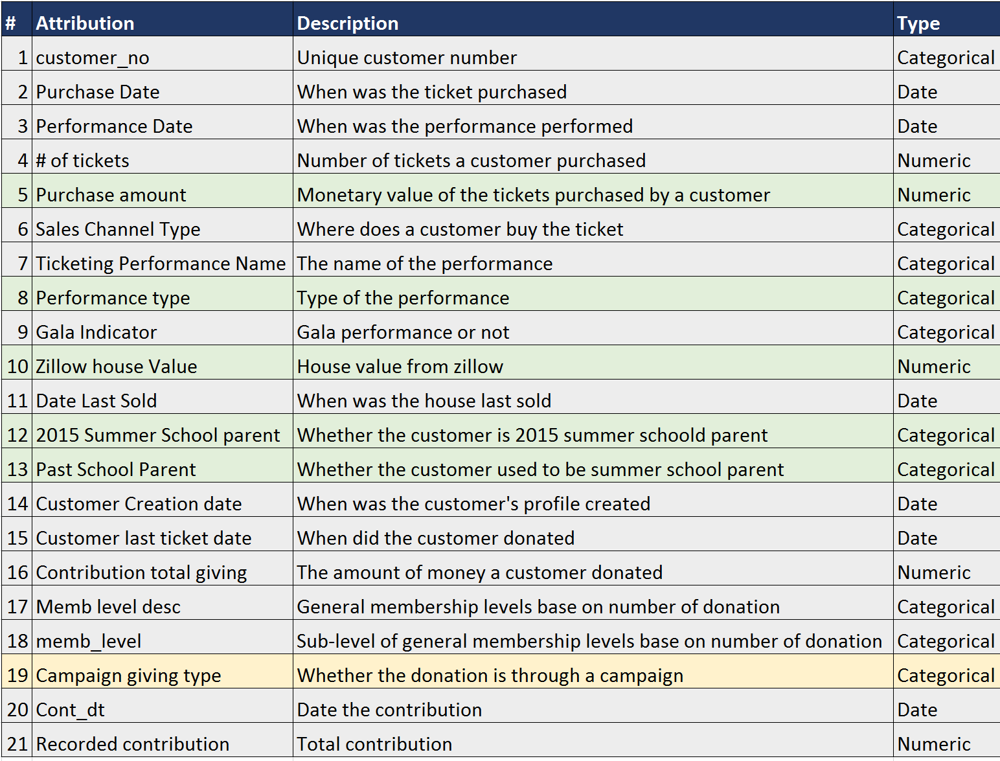 # Attribution Description Type
1 customer_no Unique customer number Categorical
2 Purchase Date When was the ticket purchased Date
3 Performance Date When was the performance performed Date
4 # of tickets Number of tickets a customer purchased Numeric
5 Purchase amount Monetary value of the tickets purchased by a customer Numeric
6 Sales Channel Type Where does a customer buy the ticket Categorical
7 Ticketing Performance Name The name of the performance Categorical
8 Performance type Type of the performance Categorical
9 Gala Indicator Gala performance or not Categorical
10 Zillow house Value House value from zillow Numeric
11 Date Last Sold When was the house last sold Date
12 2015 Summer School parent Whether the customer is 2015 summer schoold parent Categorical
13 Past School Parent Whether the customer used to be summer school parent Categorical
14 Customer Creation date When was the customer's profile created Date
15 Customer last ticket date When did the customer donated Date
16 Contribution total giving The amount of money a customer donated Numeric
17 Memb level desc General membership levels base on number of donation Categorical
18 memb_level Sub-level of general membership levels base on number of donation Categorical
19 Campaign giving type Whether the donation is through a campaign Categorical
20 Cont_dt Date the contribution Date
21 Recorded contribution Total contribution Numeric